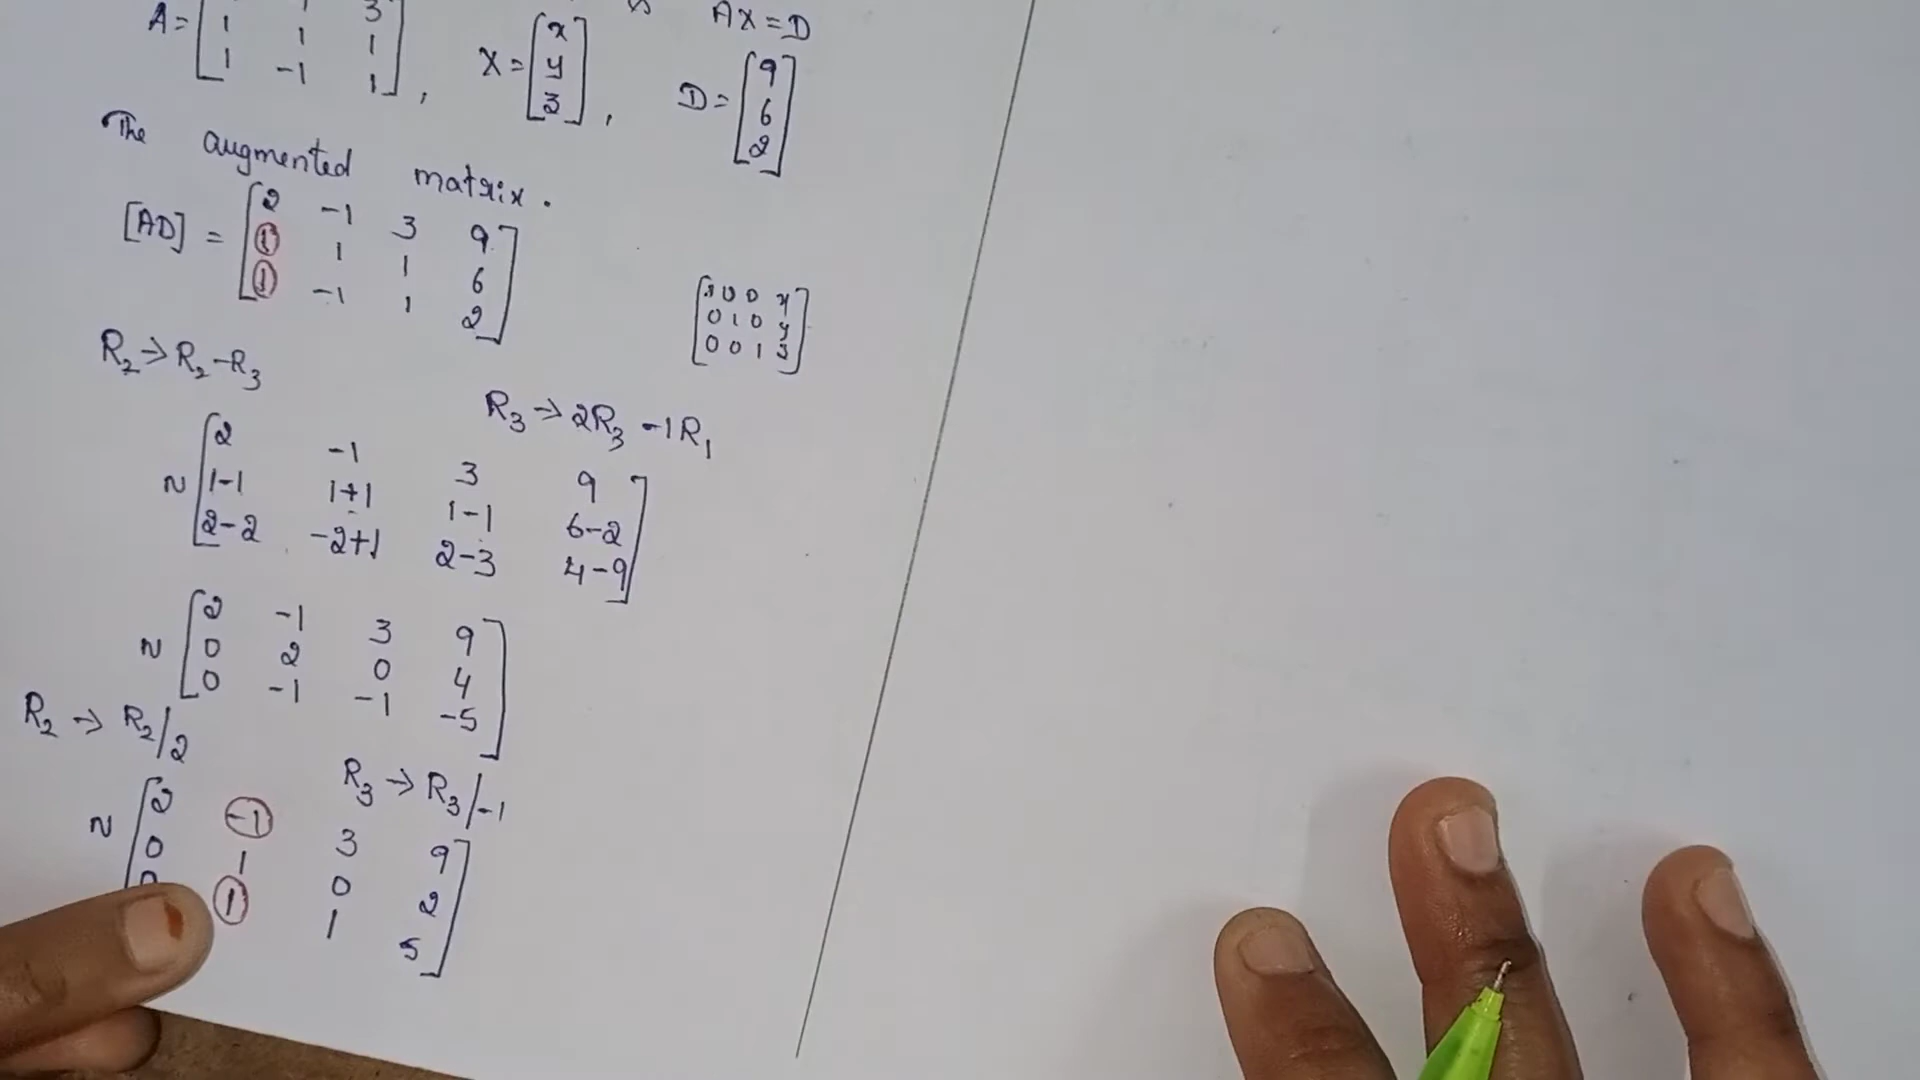 AX = D
A = [ 3
1 1 1
1 -1 1 ] , X = [ x y z ] , D = [ 9 6 2 ]
The augmented matrix.
[AD] = [ 2 -1 3 9
1 1 1 6
1 -1 1 2 ]
[ 1 0 0 x
0 1 0 y
0 0 1 z ]
R₂ → R₂ - R₃
R₃ → 2R₃ - 1R₁
~ [ 2 -1 3 9
1-1 1+1 1-1 6-2
2-2 -2+1 2-3 4-9 ]
~ [ 2 -1 3 9
0 2 0 4
0 -1 -1 -5 ]
R₂ → R₂/2
R₃ → R₃/-1
~ [ 2 -1 3 9
0 1 0 2
1 1 5 ]